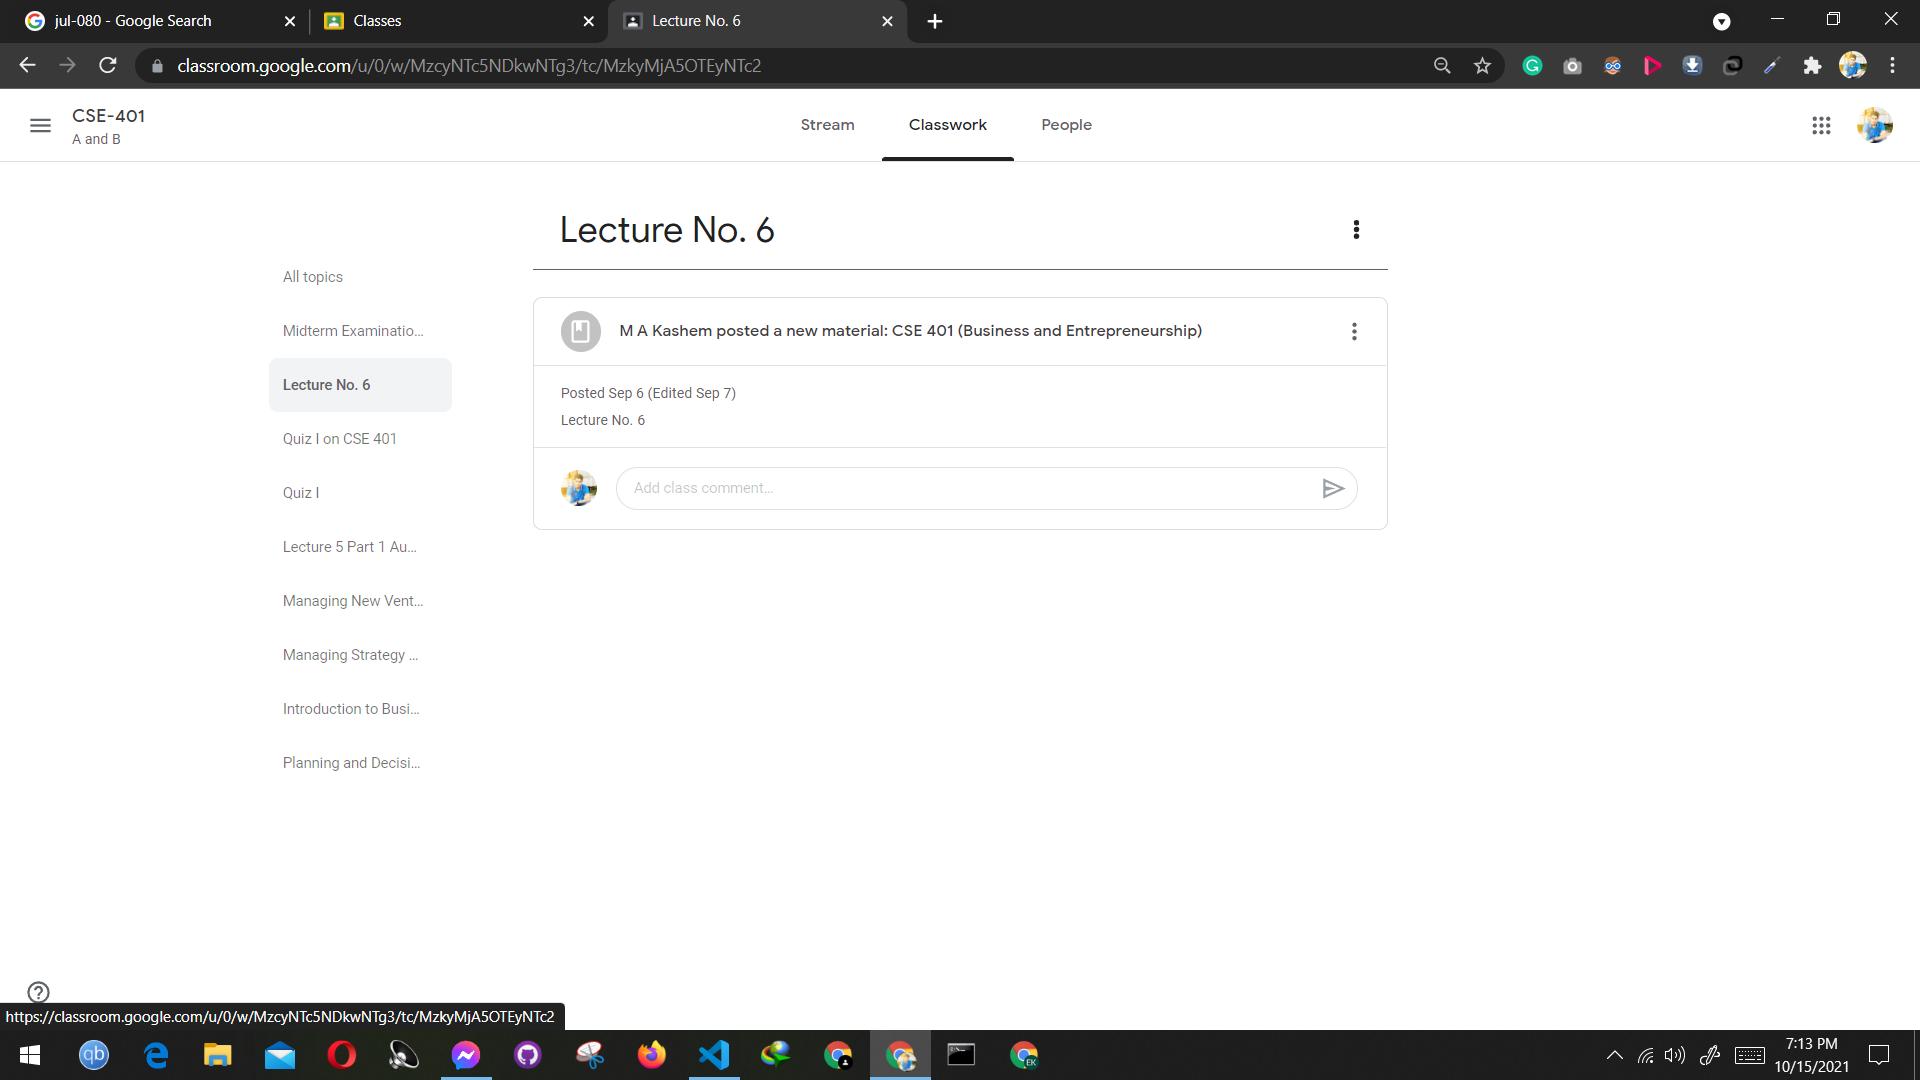 jul-080 - Google Search
Classes
Lecture No. 6
classroom.google.com/u/0/w/MzcyNTc5NDkwNTg3/tc/MzkyMjA5OTEyNTc2
CSE-401
A and B
Stream
Classwork
People
Lecture No. 6
All topics
Midterm Examinatio...
Lecture No. 6
Quiz I on CSE 401
Quiz I
Lecture 5 Part 1 Au...
Managing New Vent...
Managing Strategy ...
Introduction to Busi...
Planning and Decisi...
M A Kashem posted a new material: CSE 401 (Business and Entrepreneurship)
Posted Sep 6 (Edited Sep 7)
Lecture No. 6
Add class comment...
https://classroom.google.com/u/0/w/MzcyNTc5NDkwNTg3/tc/MzkyMjA5OTEyNTc2
qb
EK
7:13 PM
10/15/2021